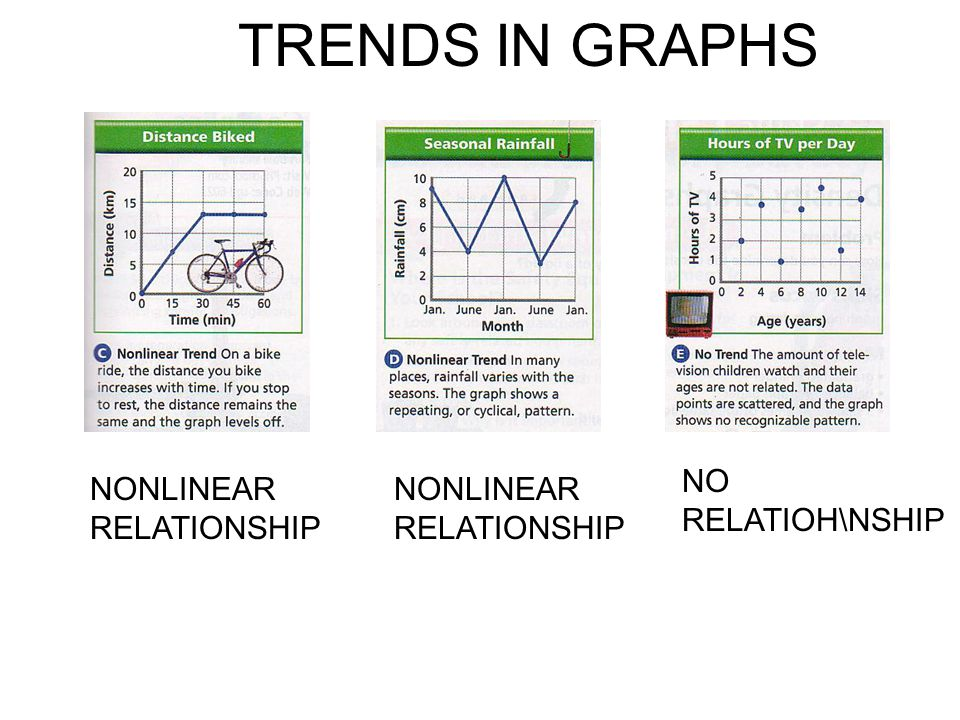 TRENDS IN GRAPHS
Distance Biked
Distance (km)
20
15
10
5
0
0 15 30 45 60
Time (min)
C Nonlinear Trend On a bike
ride, the distance you bike
increases with time. If you stop
to rest, the distance remains the
same and the graph levels off.
NONLINEAR
RELATIONSHIP
Seasonal Rainfall
J
Rainfall (cm)
10
8
6
4
2
0
Jan. June Jan. June Jan.
Month
D Nonlinear Trend In many
places, rainfall varies with the
seasons. The graph shows a
repeating, or cyclical, pattern.
NONLINEAR
RELATIONSHIP
Hours of TV per Day
Hours of TV
5
4
3
2
1
0
0 2 4 6 8 10 12 14
Age (years)
E No Trend The amount of tele-
vision children watch and their
ages are not related. The data
points are scattered, and the graph
shows no recognizable pattern.
NO
RELATIOH\NSHIP